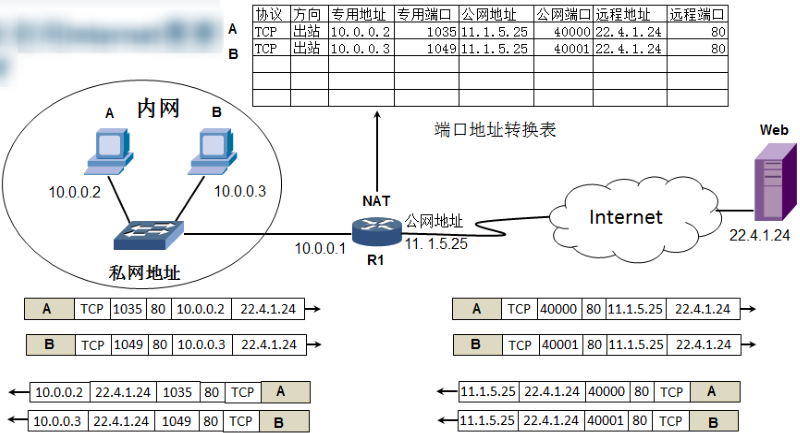 协议 方向 专用地址 专用端口 公网地址 公网端口 远程地址 远程端口
A TCP 出站 10.0.0.2 1035 11.1.5.25 40000 22.4.1.24 80
B TCP 出站 10.0.0.3 1049 11.1.5.25 40001 22.4.1.24 80
端口地址转换表
内网
A
B
10.0.0.2
10.0.0.3
私网地址
10.0.0.1
NAT
R1
公网地址
11. 1.5.25
Internet
Web
22.4.1.24
A TCP 1035 80 10.0.0.2 22.4.1.24
B TCP 1049 80 10.0.0.3 22.4.1.24
10.0.0.2 22.4.1.24 1035 80 TCP A
10.0.0.3 22.4.1.24 1049 80 TCP B
A TCP 40000 80 11.1.5.25 22.4.1.24
B TCP 40001 80 11.1.5.25 22.4.1.24
11.1.5.25 22.4.1.24 40000 80 TCP A
11.1.5.25 22.4.1.24 40001 80 TCP B